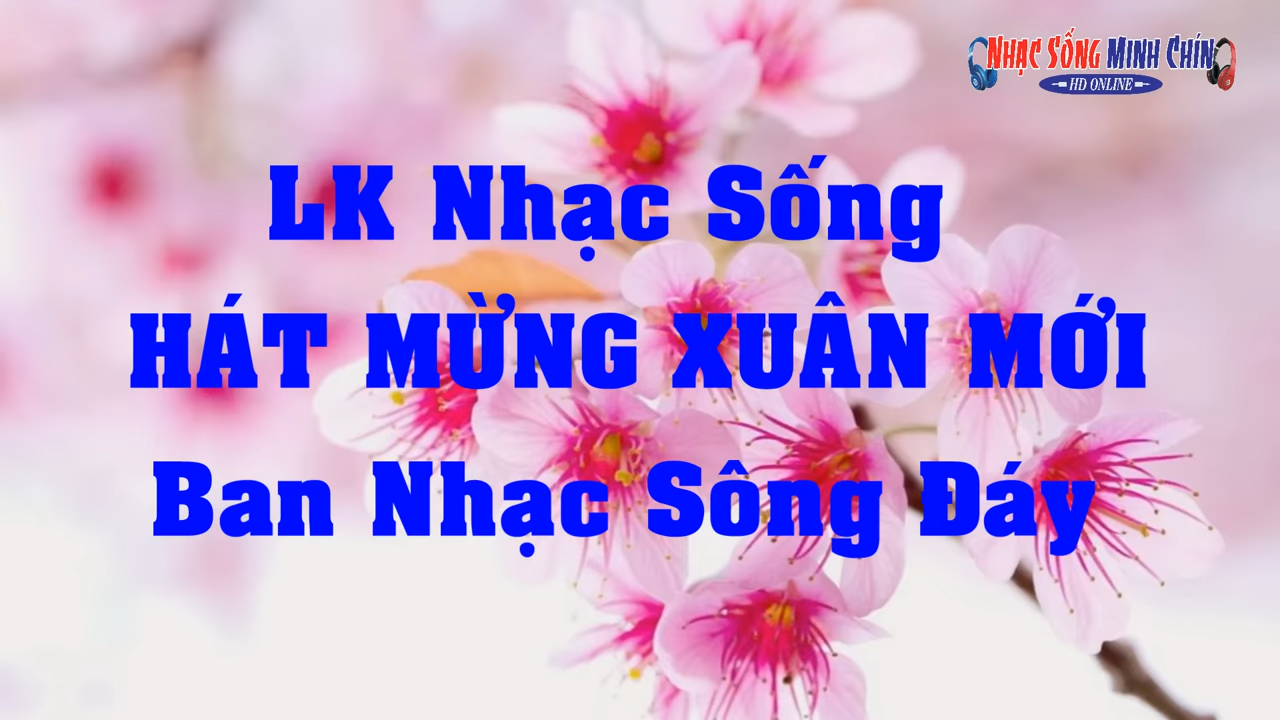 NHẠC SỐNG MINH CHÍN
HD ONLINE
LK Nhạc Sống
HÁT MỪNG XUÂN MỚI
Ban Nhạc Sông Đáy